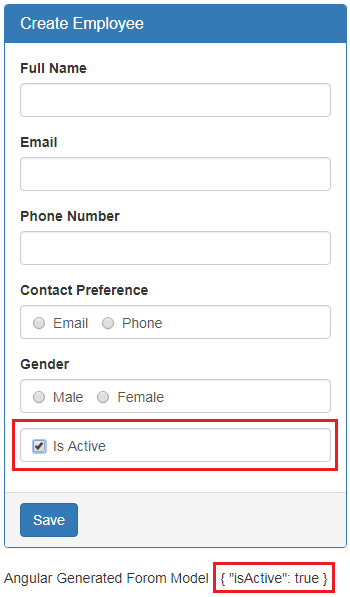 Create Employee
Full Name
Email
Phone Number
Contact Preference
Email Phone
Gender
Male Female
Is Active
Save
Angular Generated Forom Model { "isActive": true }